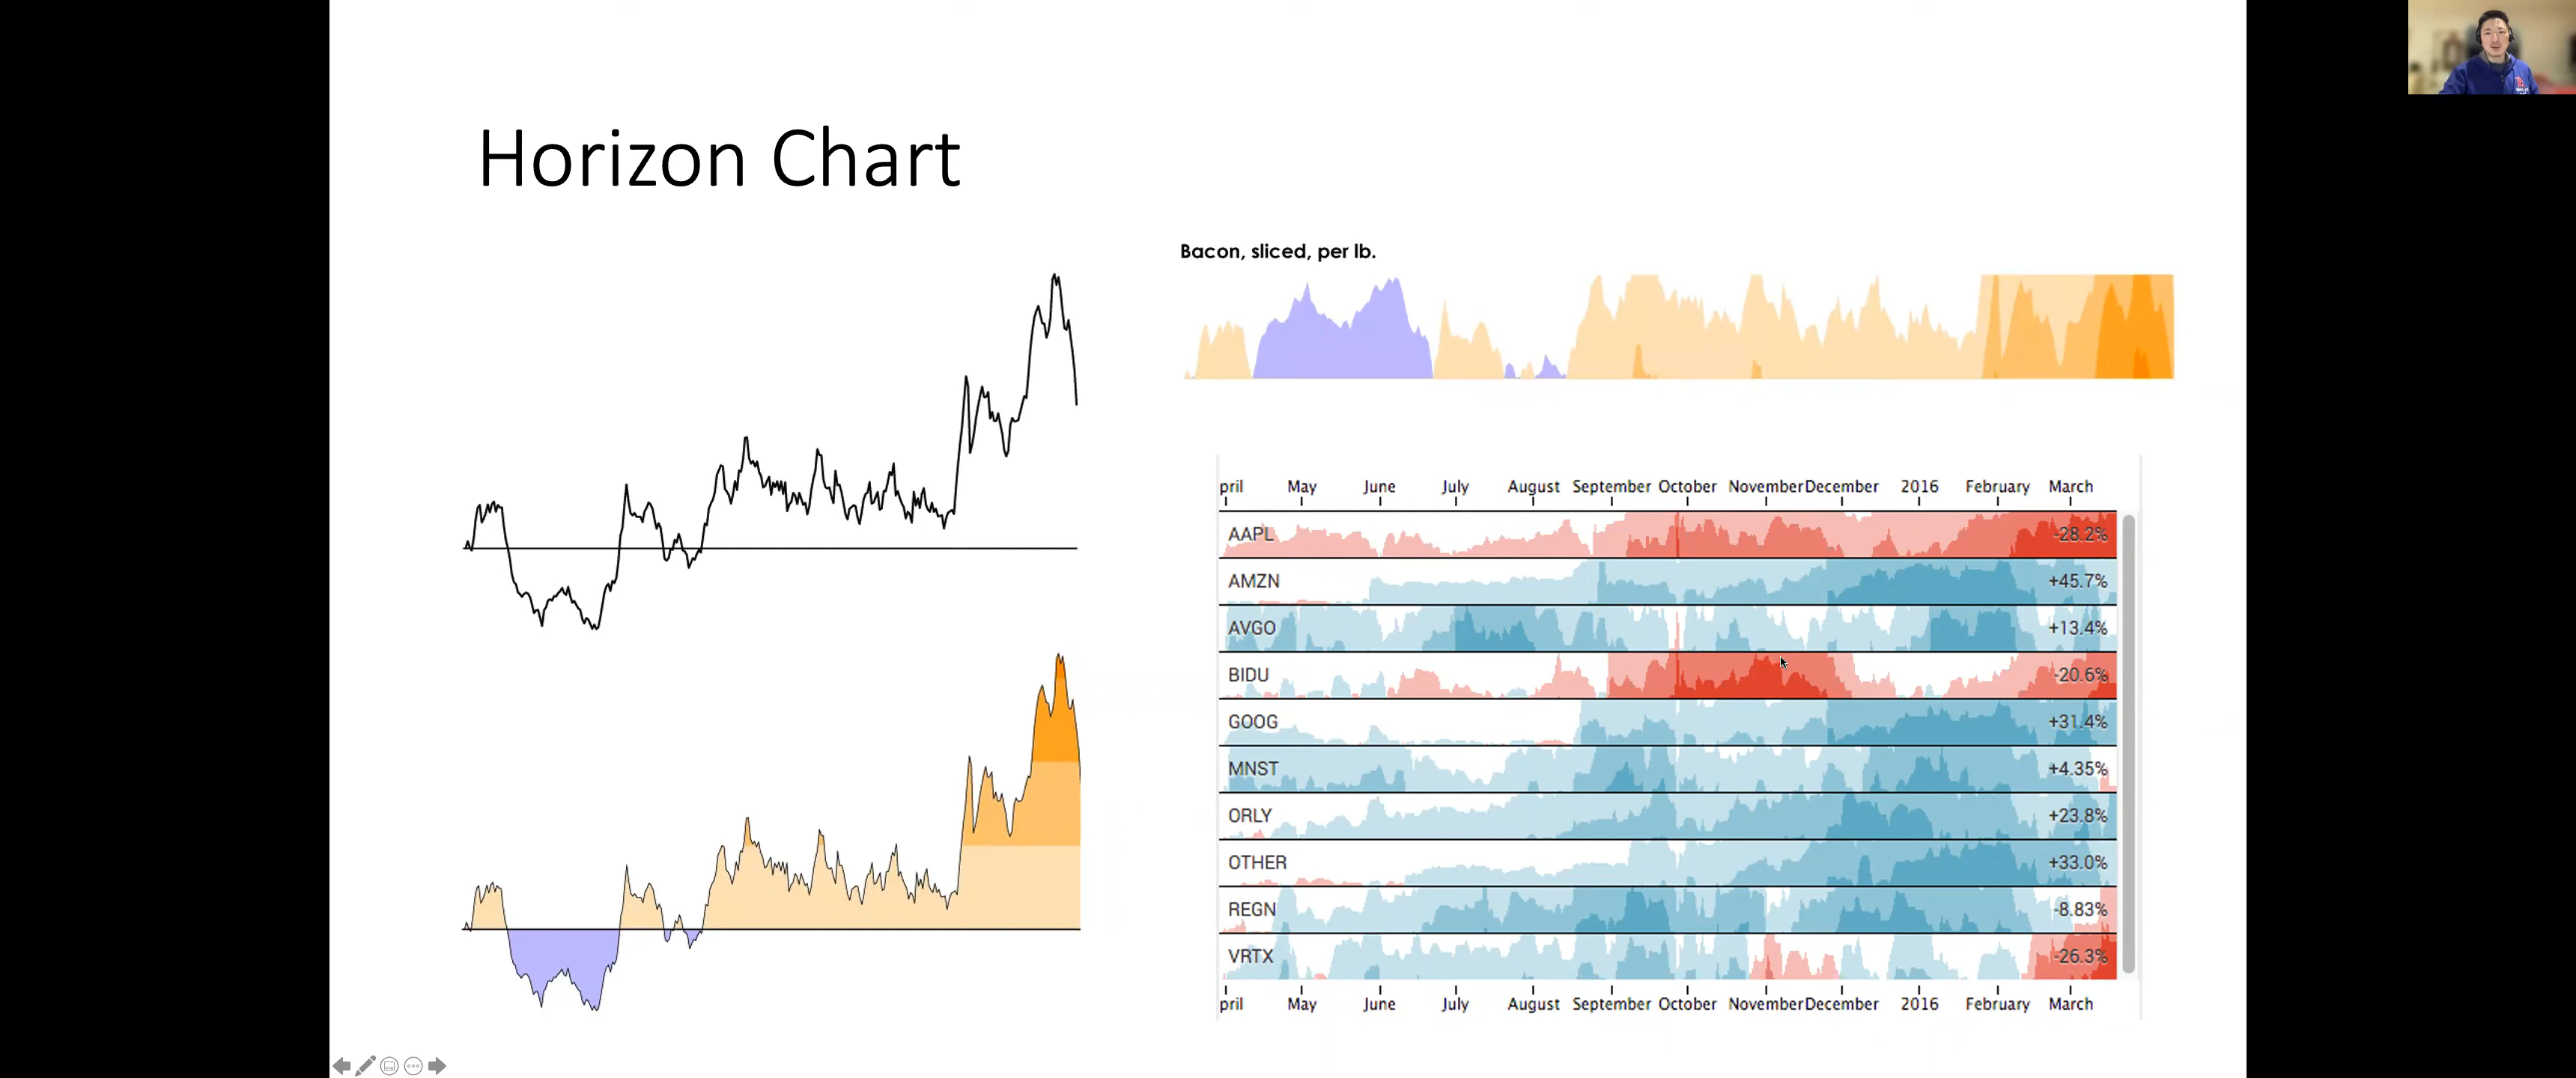 Horizon Chart
Bacon, sliced, per lb.
pril May June July August September October November December 2016 February March
AAPL -28.2%
AMZN +45.7%
AVGO +13.4%
BIDU -20.6%
GOOG +31.4%
MNST +4.35%
ORLY +23.8%
OTHER +33.0%
REGN -8.83%
VRTX -26.3%
pril May June July August September October November December 2016 February March